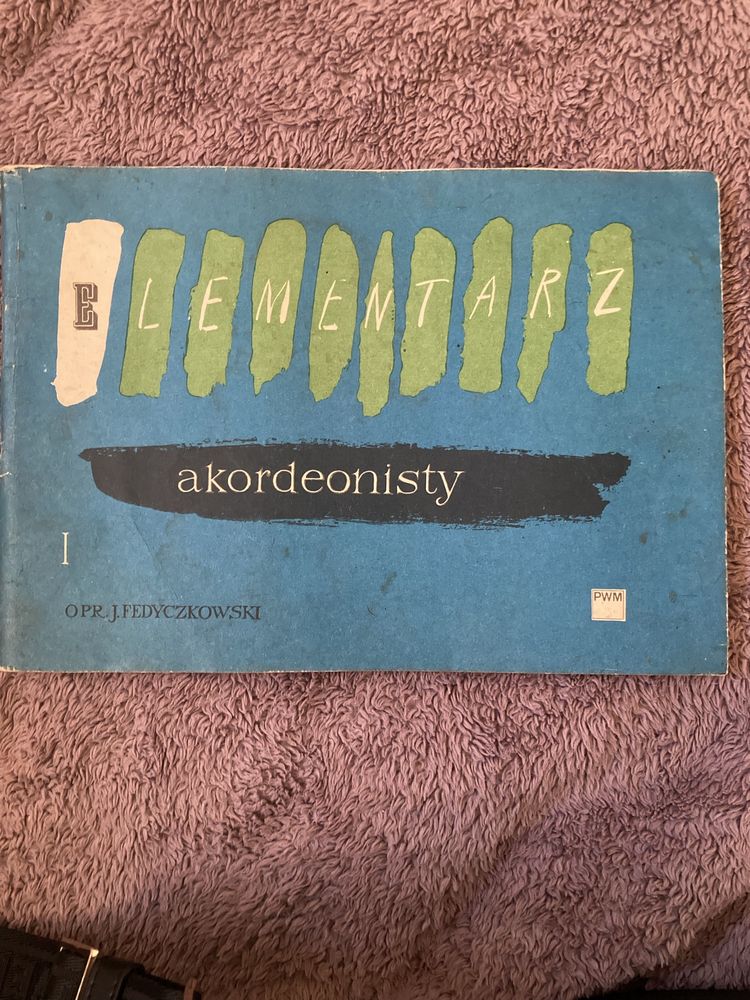 ELEMENTARZ
akordeonisty
I
OPR. J. FEDYCZKOWSKI
PWM